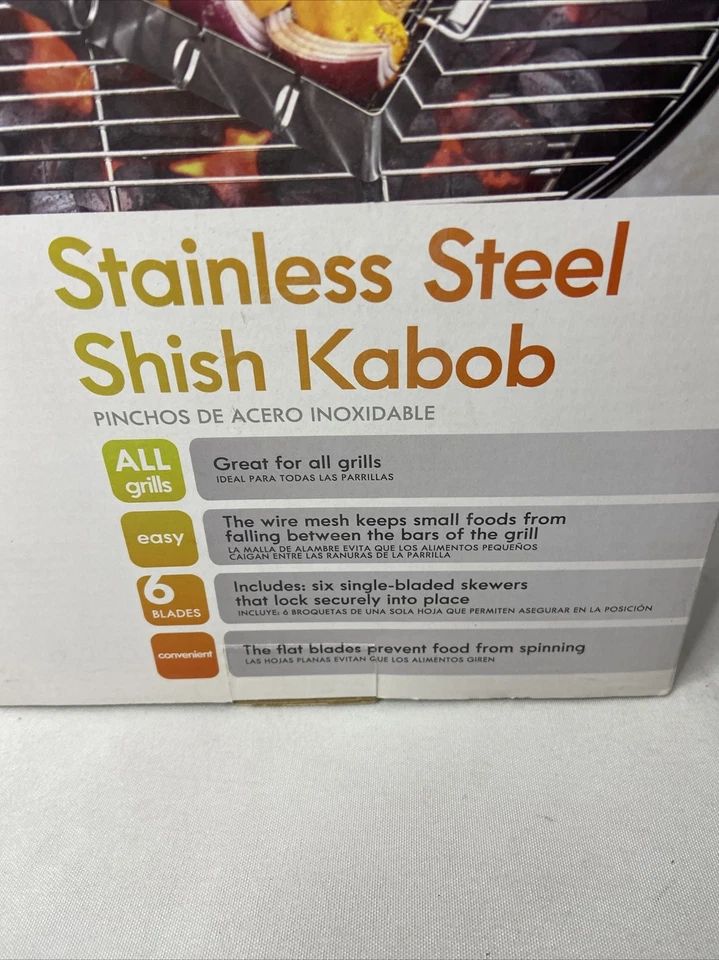 Stainless Steel
Shish Kabob
PINCHOS DE ACERO INOXIDABLE
ALL
grills
Great for all grills
IDEAL PARA TODAS LAS PARRILLAS
easy
The wire mesh keeps small foods from
falling between the bars of the grill
LA MALLA DE ALAMBRE EVITA QUE LOS ALIMENTOS PEQUEÑOS
CAIGAN ENTRE LAS RANURAS DE LA PARRILLA
6
BLADES
Includes: six single-bladed skewers
that lock securely into place
INCLUYE: 6 BROQUETAS DE UNA SOLA HOJA QUE PERMITEN ASEGURAR EN LA POSICIÓN
convenient
The flat blades prevent food from spinning
LAS HOJAS PLANAS EVITAN QUE LOS ALIMENTOS GIREN